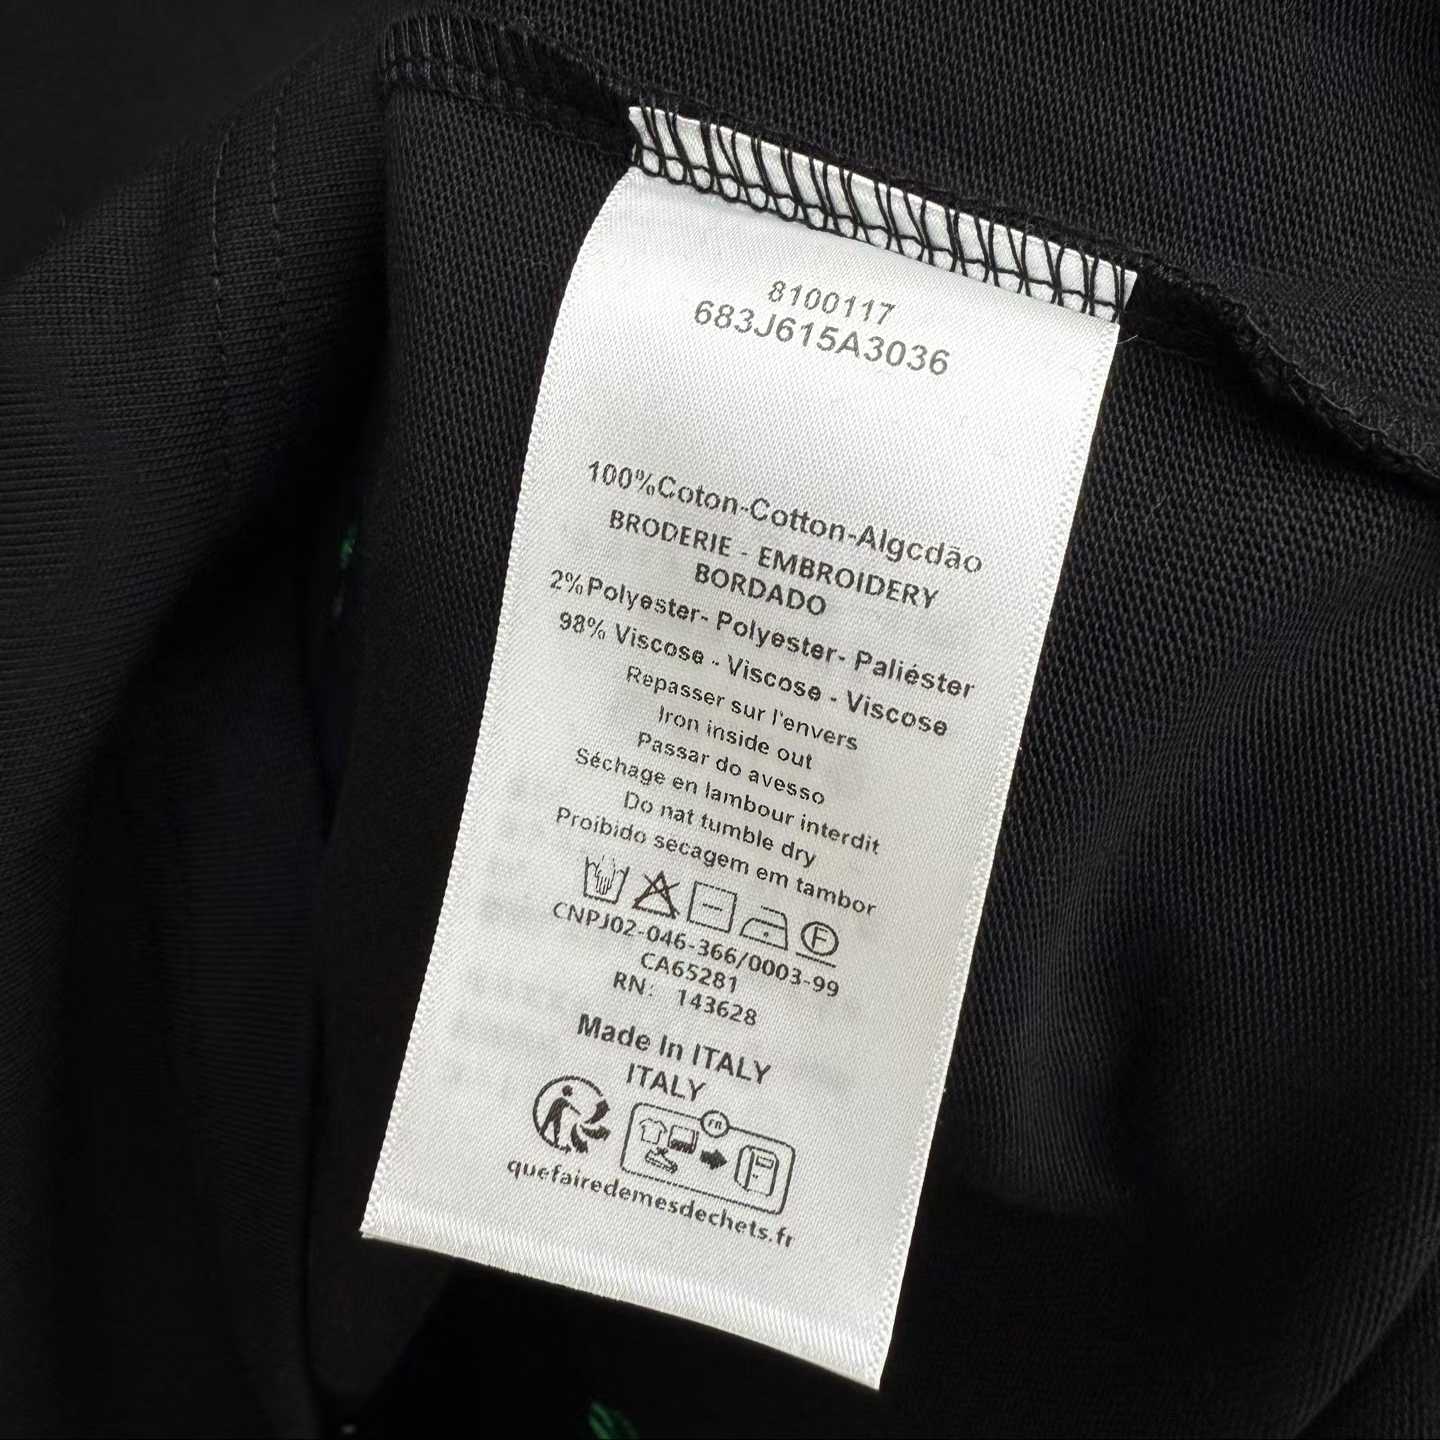 8100117
683J615A3036
100%Coton-Cotton-Algcdão
BRODERIE - EMBROIDERY
BORDADO
2%Polyester- Polyester- Paliéster
98% Viscose - Viscose - Viscose
Repasser sur l'envers
Iron inside out
Passar do avesso
Séchage en lambour interdit
Do nat tumble dry
Proibido secagem em tambor
F
CNPJ02-046-366/0003-99
CA65281
RN: 143628
Made In ITALY
ITALY
FR
quefairedemesdechets.fr